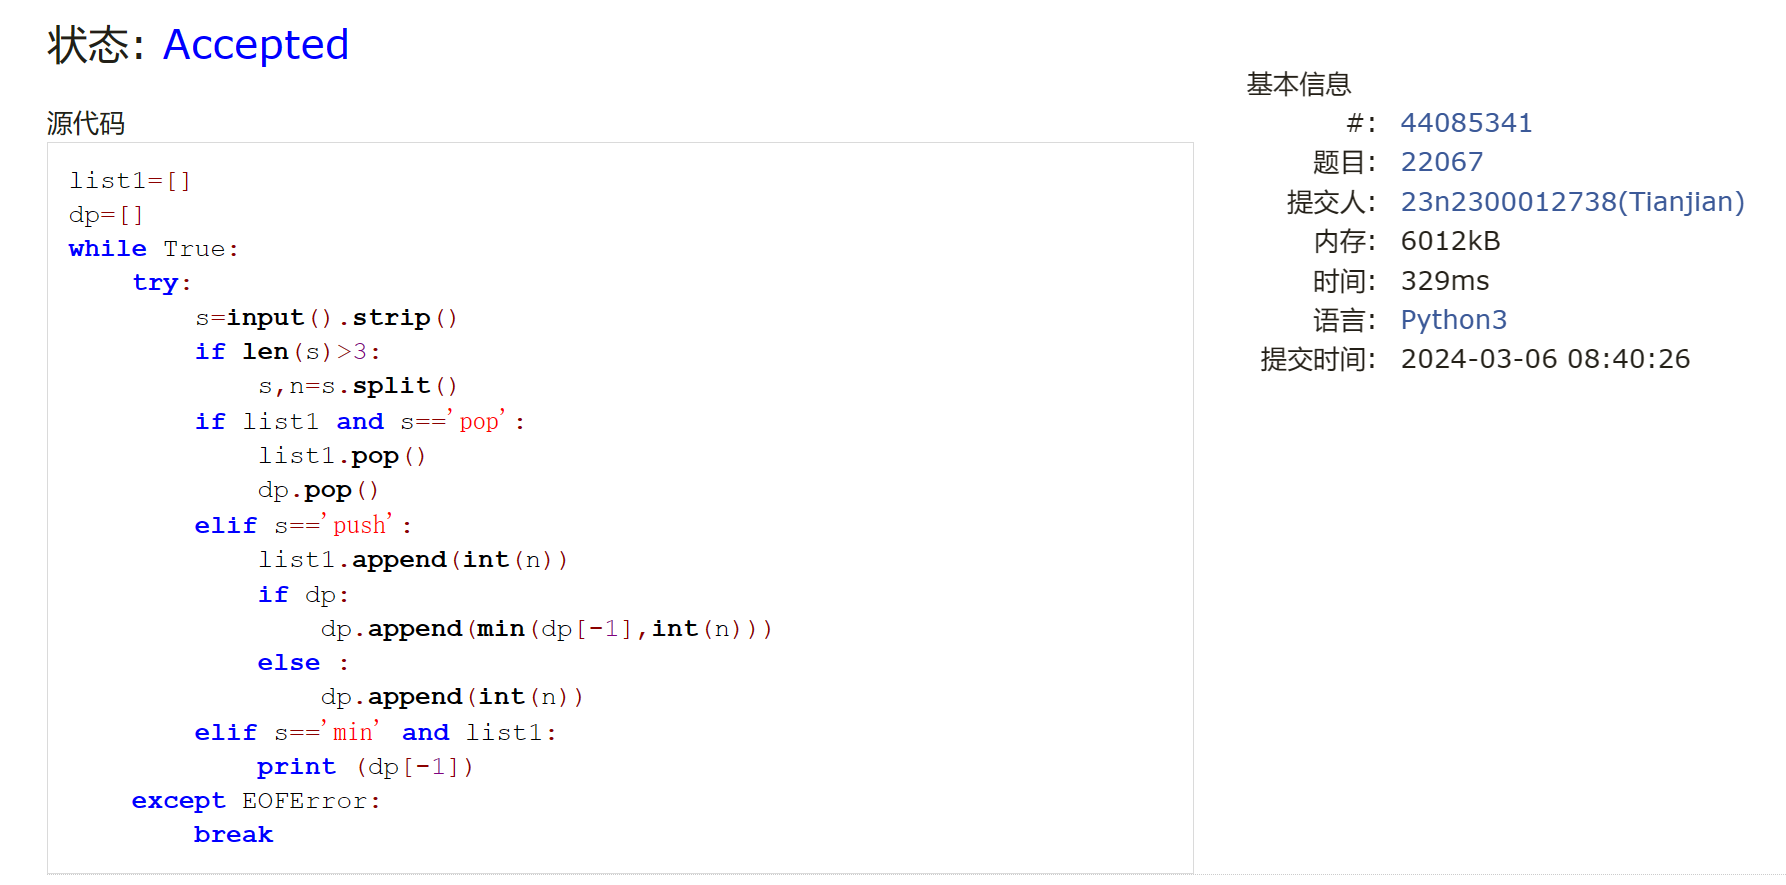 状态: Accepted
源代码
list1=[]
dp=[]
while True:
    try:
        s=input().strip()
        if len(s)>3:
            s,n=s.split()
        if list1 and s=='pop':
            list1.pop()
            dp.pop()
        elif s=='push':
            list1.append(int(n))
            if dp:
                dp.append(min(dp[-1],int(n)))
            else :
                dp.append(int(n))
        elif s=='min' and list1:
            print (dp[-1])
    except EOFError:
        break
基本信息
#: 44085341
题目: 22067
提交人: 23n2300012738(Tianjian)
内存: 6012kB
时间: 329ms
语言: Python3
提交时间: 2024-03-06 08:40:26